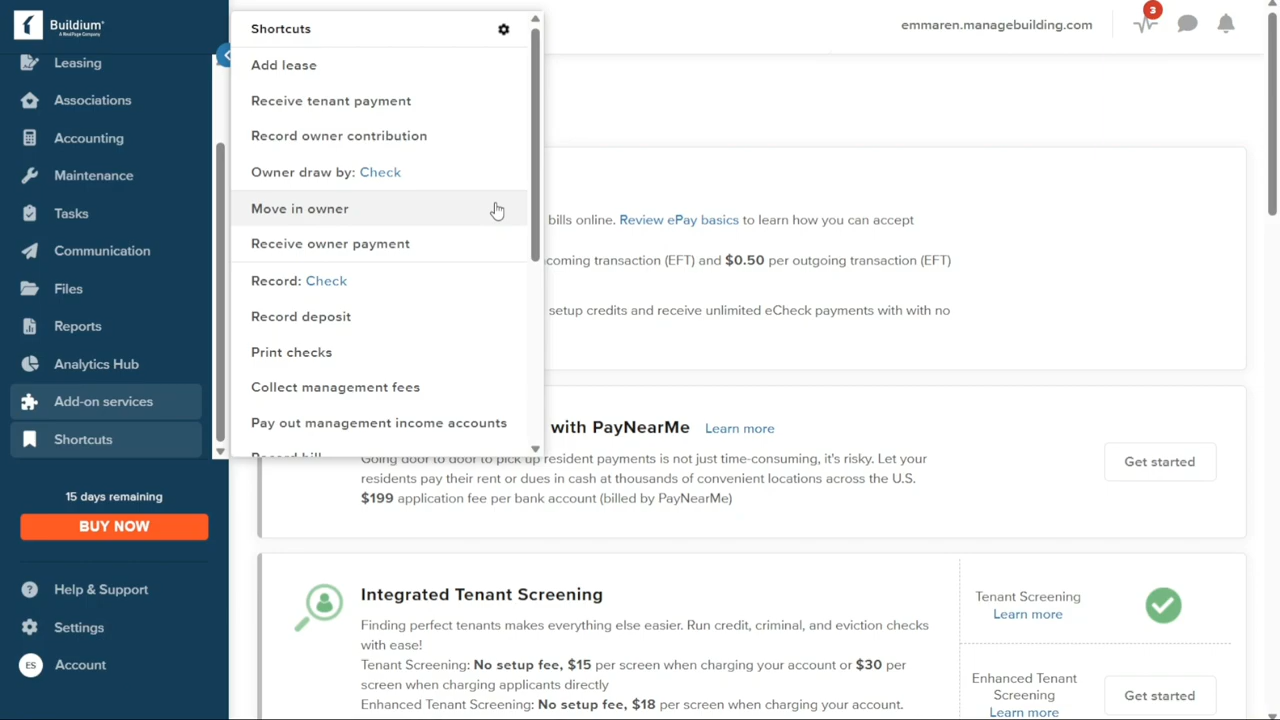 Buildium®
A RealPage Company
Leasing
Associations
Accounting
Maintenance
Tasks
Communication
Files
Reports
Analytics Hub
Add-on services
Shortcuts
15 days remaining
BUY NOW
Help & Support
Settings
ES
Account
Shortcuts
Add lease
Receive tenant payment
Record owner contribution
Owner draw by: Check
Move in owner
Receive owner payment
Record: Check
Record deposit
Print checks
Collect management fees
Pay out management income accounts
Record bill
emmaren.managebuilding.com
3
bills online. Review ePay basics to learn how you can accept
coming transaction (EFT) and $0.50 per outgoing transaction (EFT)
setup credits and receive unlimited eCheck payments with with no
with PayNearMe Learn more
Going door to door to pick up resident payments is not just time-consuming, it's risky. Let your
residents pay their rent or dues in cash at thousands of convenient locations across the U.S.
$199 application fee per bank account (billed by PayNearMe)
Get started
Integrated Tenant Screening
Finding perfect tenants makes everything else easier. Run credit, criminal, and eviction checks
with ease!
Tenant Screening: No setup fee, $15 per screen when charging your account or $30 per
screen when charging applicants directly
Enhanced Tenant Screening: No setup fee, $18 per screen when charging your account.
Tenant Screening
Learn more
Enhanced Tenant
Screening
Learn more
Get started